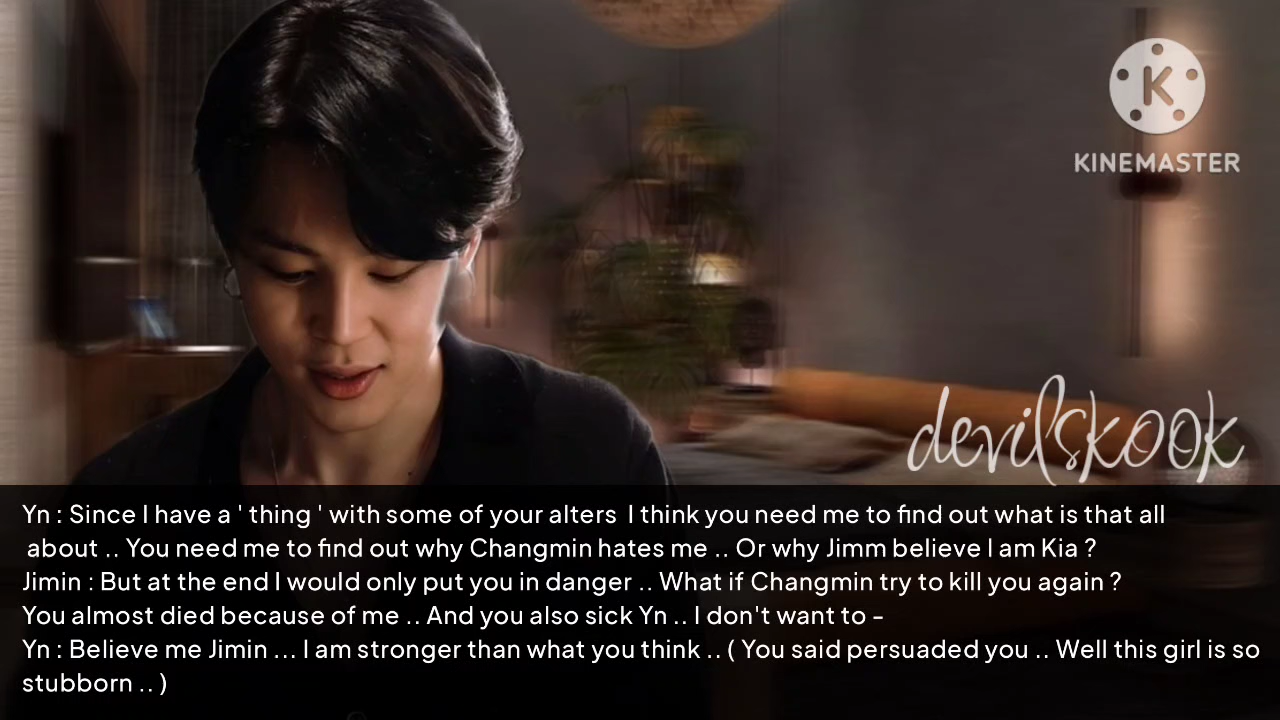 K
KINEMASTER
devilskook
Yn : Since I have a ' thing ' with some of your alters I think you need me to find out what is that all
about .. You need me to find out why Changmin hates me .. Or why Jimm believe I am Kia ?
Jimin : But at the end I would only put you in danger .. What if Changmin try to kill you again ?
You almost died because of me .. And you also sick Yn .. I don't want to -
Yn : Believe me Jimin ... I am stronger than what you think .. ( You said persuaded you .. Well this girl is so
stubborn .. )